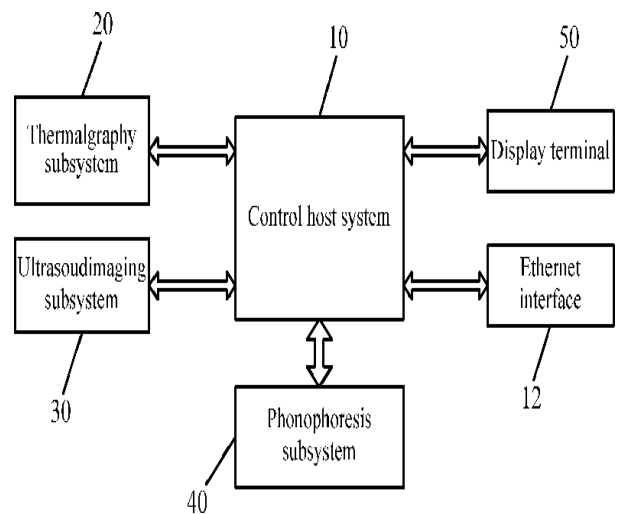 20
10
50
Thermalgraphy
subsystem
Control host system
Display terminal
Ultrasoudimaging
subsystem
Ethernet
interface
30
12
Phonophoresis
subsystem
40